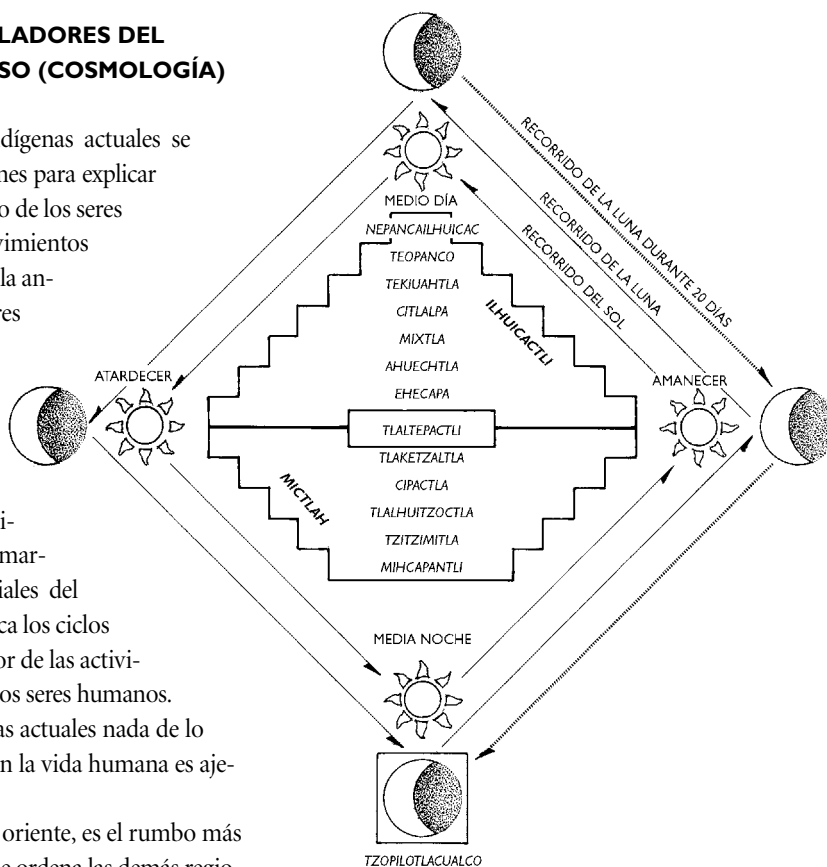 LADORES DEL
SO (COSMOLOGÍA)
dígenas actuales se
nes para explicar
o de los seres
vimientos
la an-
res
i-
mar-
iales del
ca los ciclos
or de las activi-
os seres humanos.
as actuales nada de lo
n la vida humana es aje-
oriente, es el rumbo más
e ordena las demás regio-
RECORRIDO DE LA LUNA DURANTE 20 DÍAS
RECORRIDO DE LA LUNA
RECORRIDO DEL SOL
MEDIO DÍA
NEPANCAILHUICAC
TEOPANCO
TEKIUAHTLA
CITLALPA
MIXTLA
AHUECHTLA
EHECAPA
ILHUICACTLI
ATARDECER
AMANECER
TLALTEPACTLI
TLAKETZALTLA
CIPACTLA
TLALHUITZOCTLA
TZITZIMITLA
MIHCAPANTLI
MICTLAH
MEDIA NOCHE
TZOPILOTLACUALCO